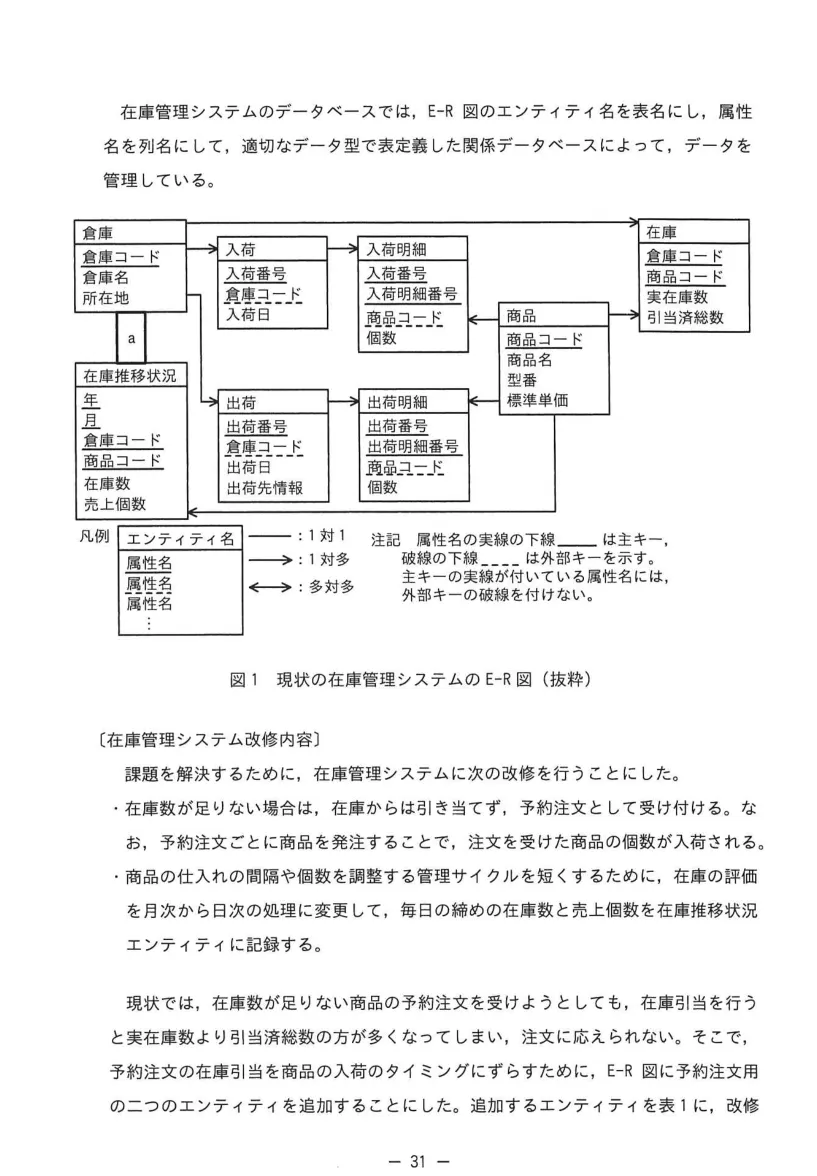 在庫管理システムのデータベースでは，E-R 図のエンティティ名を表名にし，属性
名を列名にして，適切なデータ型で表定義した関係データベースによって，データを
管理している。
倉庫
倉庫コード
倉庫名
所在地
入荷
入荷番号
倉庫コード
入荷日
入荷明細
入荷番号
入荷明細番号
商品コード
個数
在庫
倉庫コード
商品コード
実在庫数
引当済総数
商品
商品コード
商品名
型番
標準単価
a
在庫推移状況
年
月
倉庫コード
商品コード
在庫数
売上個数
出荷
出荷番号
倉庫コード
出荷日
出荷先情報
出荷明細
出荷番号
出荷明細番号
商品コード
個数
凡例
エンティティ名
属性名
属性名
属性名
⋮
：1 対 1
：1 対多
：多対多
注記　属性名の実線の下線＿＿＿は主キー，
破線の下線＿＿＿は外部キーを示す。
主キーの実線が付いている属性名には，
外部キーの破線を付けない。
図 1　現状の在庫管理システムの E-R 図（抜粋）
〔在庫管理システム改修内容〕
課題を解決するために，在庫管理システムに次の改修を行うことにした。
・在庫数が足りない場合は，在庫からは引き当てず，予約注文として受け付ける。な
お，予約注文ごとに商品を発注することで，注文を受けた商品の個数が入荷される。
・商品の仕入れの間隔や個数を調整する管理サイクルを短くするために，在庫の評価
を月次から日次の処理に変更して，毎日の締めの在庫数と売上個数を在庫推移状況
エンティティに記録する。
現状では，在庫数が足りない商品の予約注文を受けようとしても，在庫引当を行う
と実在庫数より引当済総数の方が多くなってしまい，注文に応えられない。そこで，
予約注文の在庫引当を商品の入荷のタイミングにずらすために，E-R 図に予約注文用
の二つのエンティティを追加することにした。追加するエンティティを表 1 に，改修
― 31 ―